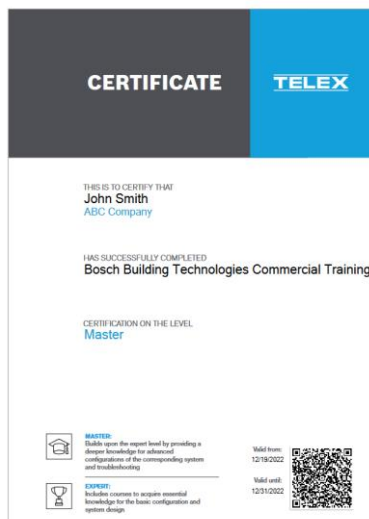 CERTIFICATE
TELEX
THIS IS TO CERTIFY THAT
John Smith
ABC Company
HAS SUCCESSFULLY COMPLETED
Bosch Building Technologies Commercial Training
CERTIFICATION ON THE LEVEL
Master
MASTER:
Builds upon the expert level by providing a
deeper knowledge for advanced
configurations of the corresponding system
and troubleshooting
EXPERT:
Includes courses to acquire essential
knowledge for the basic configuration and
system design
Valid from:
12/19/2022
Valid until:
12/31/2022